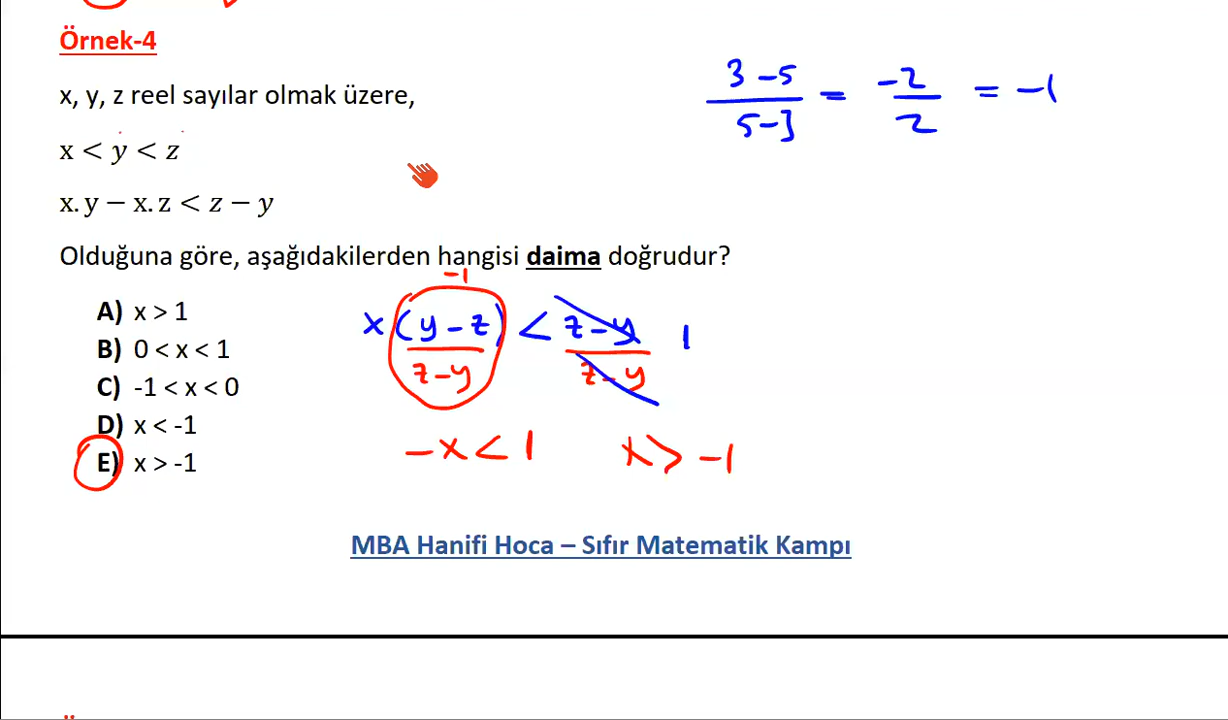 Örnek-4
x, y, z reel sayılar olmak üzere,
3-5 / 5-3 = -2 / 2 = -1
x < y < z
x.y − x.z < z − y
Olduğuna göre, aşağıdakilerden hangisi daima doğrudur?
-1
A) x > 1
x (y-z) / z-y < z-y / z-y 1
B) 0 < x < 1
C) -1 < x < 0
D) x < -1
E) x > -1
-x < 1 x > -1
MBA Hanifi Hoca – Sıfır Matematik Kampı